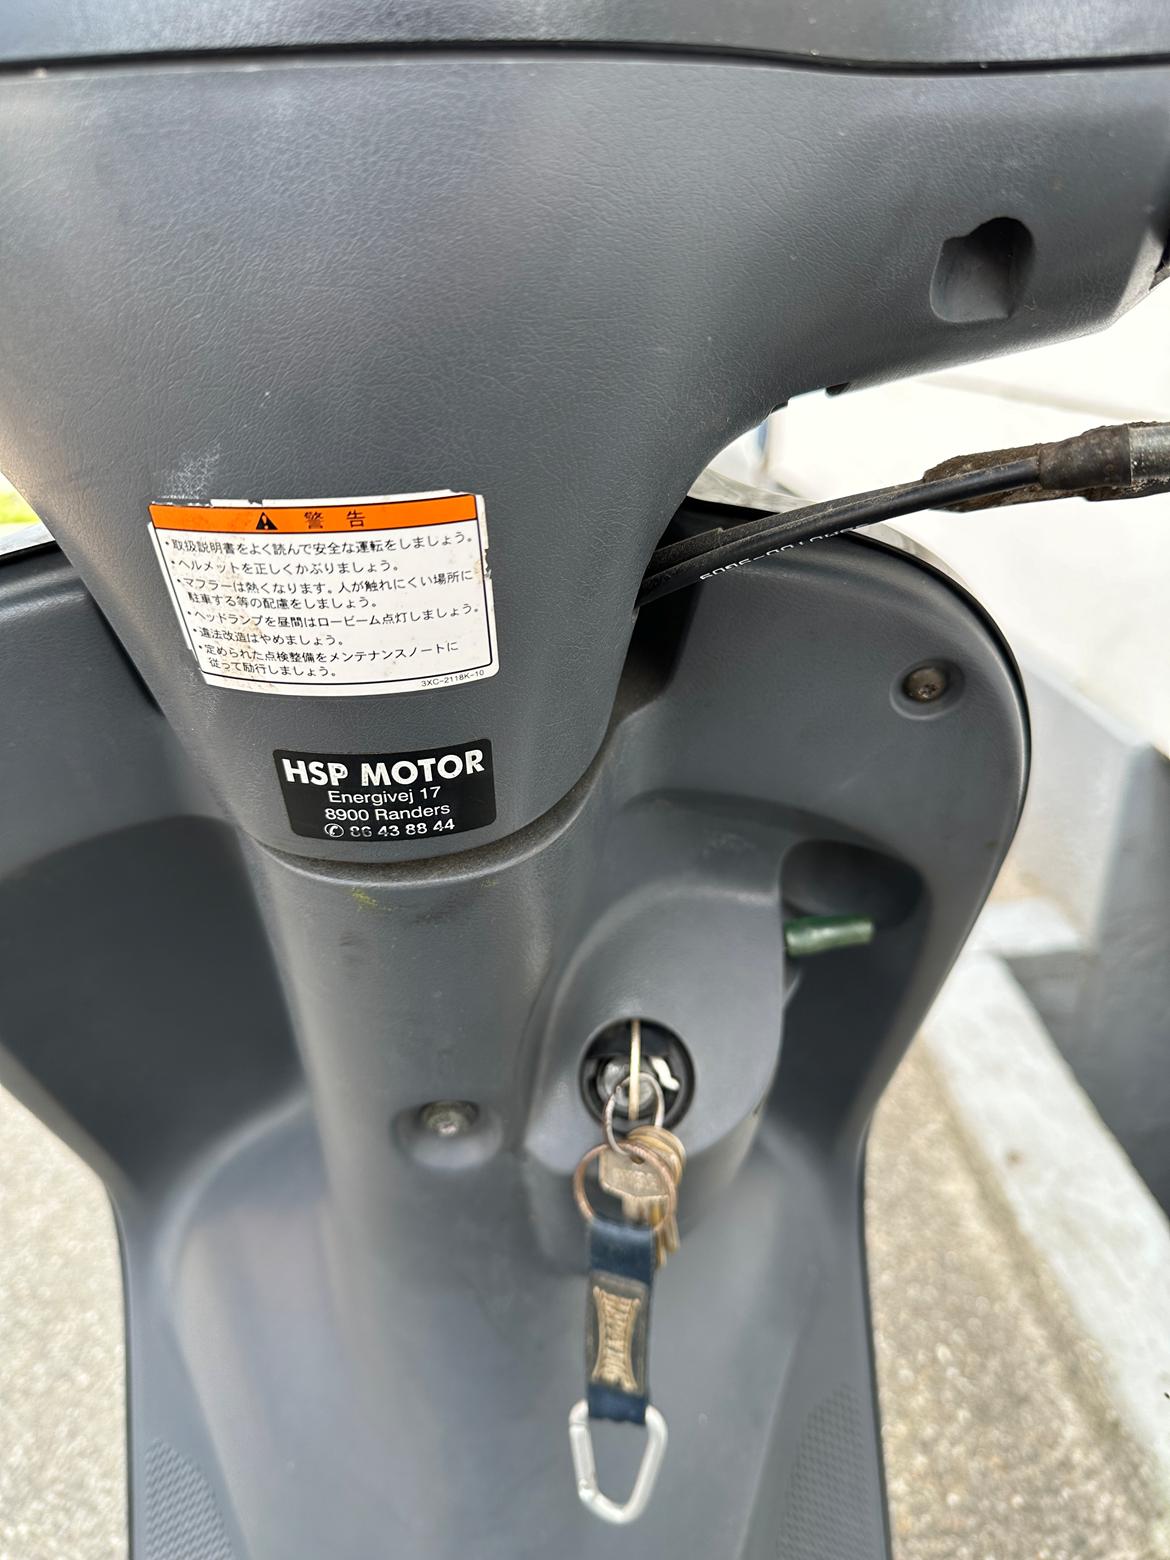 警 告
・取扱説明書をよく読んで安全な運転をしましょう。
・ヘルメットを正しくかぶりましょう。
・マフラーは熱くなります。人が触れにくい場所に
駐車する等の配慮をしましょう。
・ヘッドランプを昼間はロービーム点灯しましょう。
・違法改造はやめましょう。
・定められた点検整備をメンテナンスノートに
従って励行しましょう。
3XC-2118K-10
HSP MOTOR
Energivej 17
8900 Randers
✆ 86 43 88 44